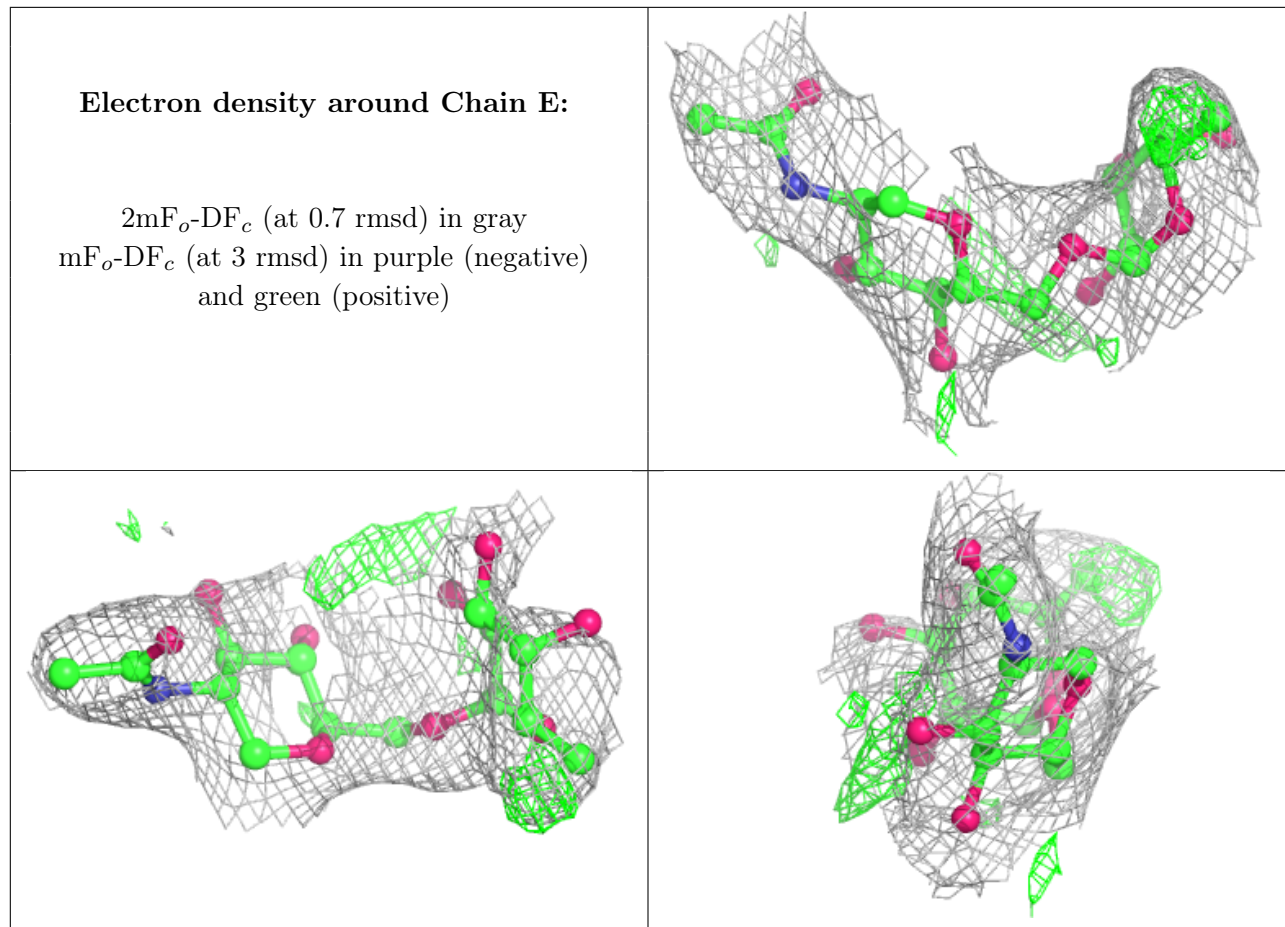 Electron density around Chain E:
2mFo-DFc (at 0.7 rmsd) in gray
mFo-DFc (at 3 rmsd) in purple (negative)
and green (positive)